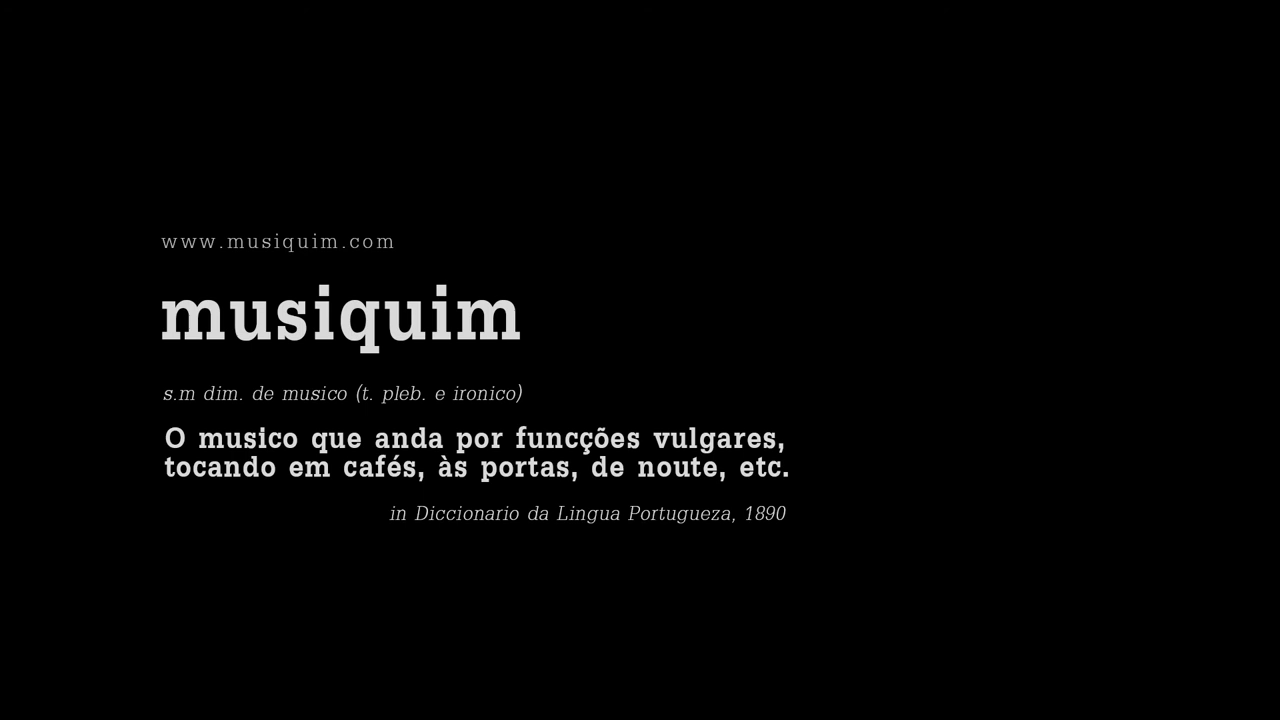 www.musiquim.com
musiquim
s.m dim. de musico (t. pleb. e ironico)
O musico que anda por funcções vulgares,
tocando em cafés, às portas, de noute, etc.
in Diccionario da Lingua Portugueza, 1890